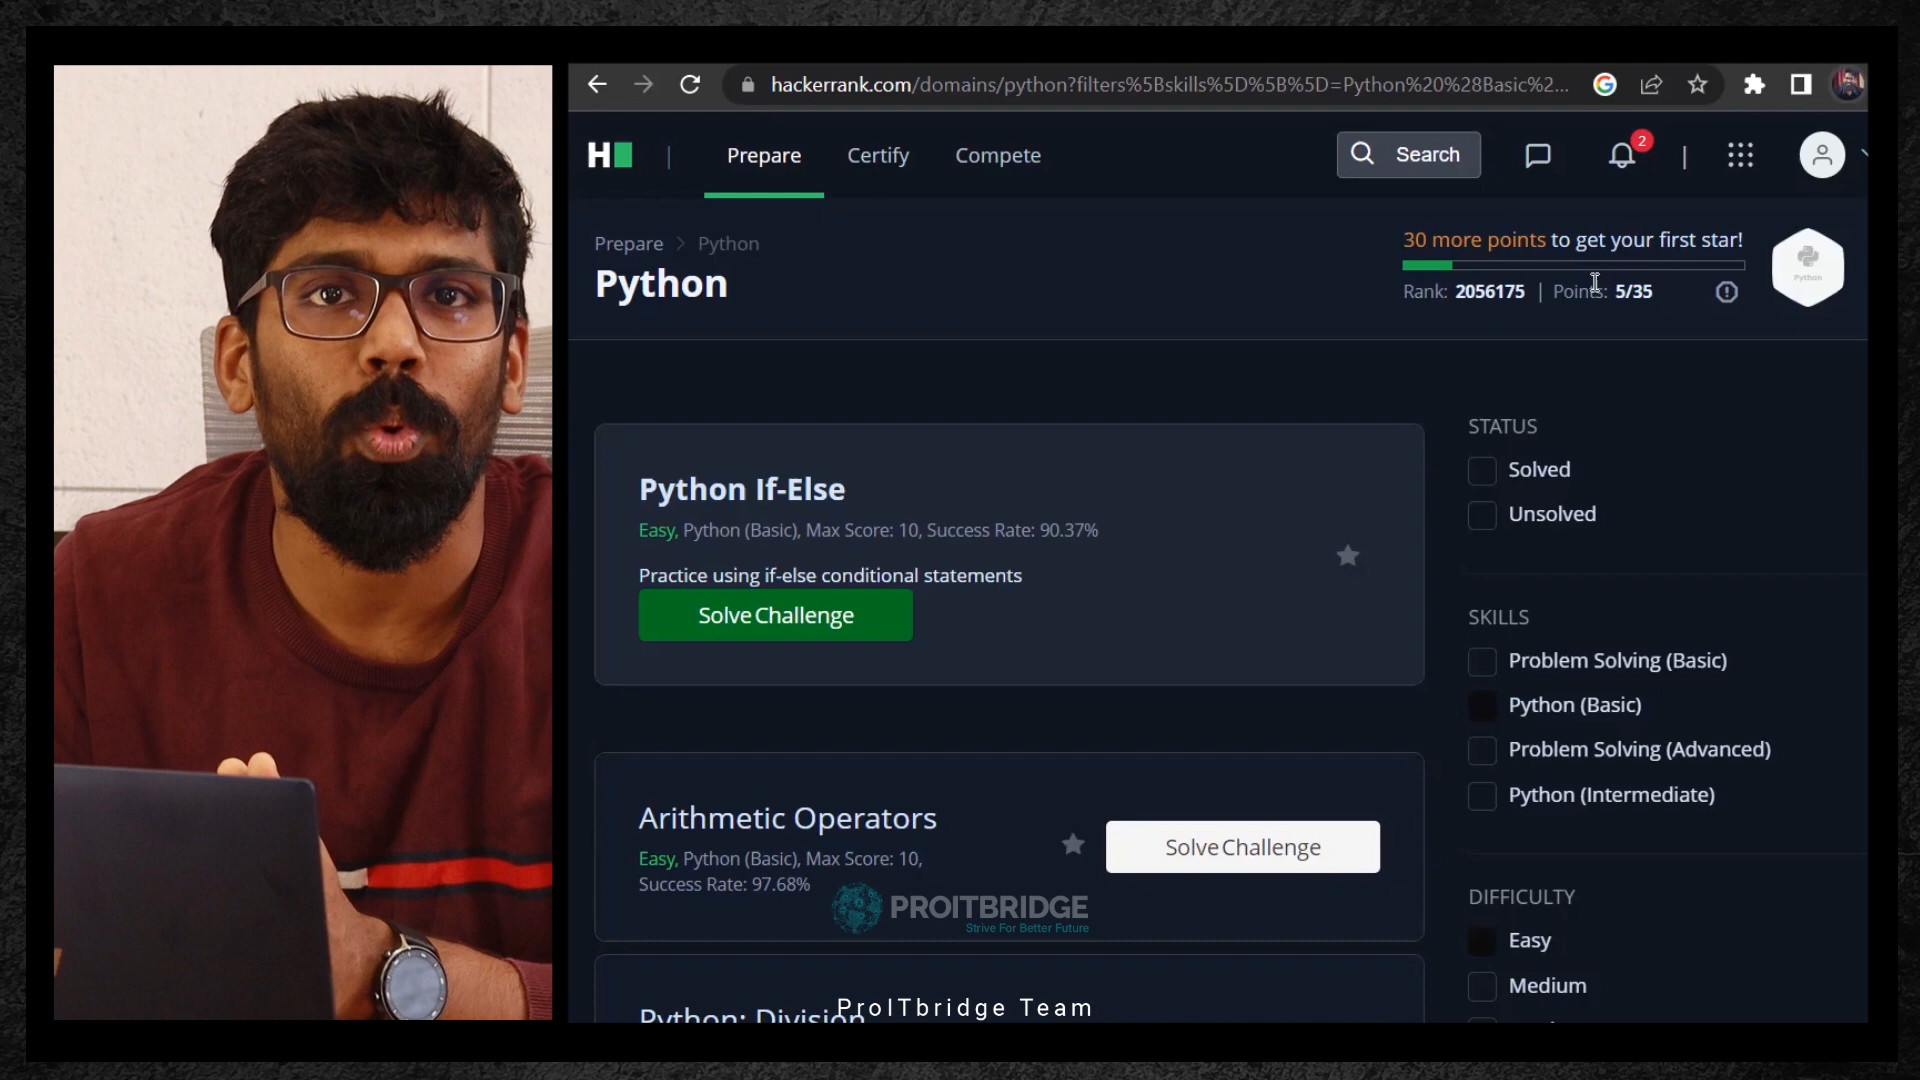 hackerrank.com/domains/python?filters%5Bskills%5D%5B%5D=Python%20%28Basic%2...
H
Prepare
Certify
Compete
Search
2
Prepare > Python
Python
30 more points to get your first star!
Rank: 2056175 | Points: 5/35
Python
Python If-Else
Easy, Python (Basic), Max Score: 10, Success Rate: 90.37%
Practice using if-else conditional statements
Solve Challenge
Arithmetic Operators
Easy, Python (Basic), Max Score: 10,
Success Rate: 97.68%
Solve Challenge
Python: Division
STATUS
Solved
Unsolved
SKILLS
Problem Solving (Basic)
Python (Basic)
Problem Solving (Advanced)
Python (Intermediate)
DIFFICULTY
Easy
Medium
PROITBRIDGE
Strive For Better Future
ProITbridge Team